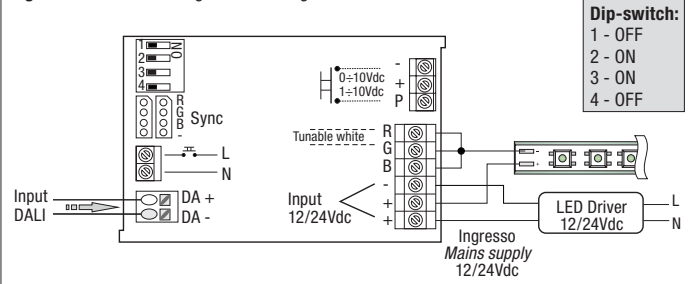 Dip-switch:
1 - OFF
2 - ON
3 - ON
4 - OFF
1
2
3
4
ON
R
G
B
-
Sync
L
N
Input
DALI
DA +
DA -
0÷10Vdc
1÷10Vdc
-
+
P
Tunable white
R
G
B
-
+
+
Input
12/24Vdc
-
+
LED Driver
12/24Vdc
L
N
Ingresso
Mains supply
12/24Vdc